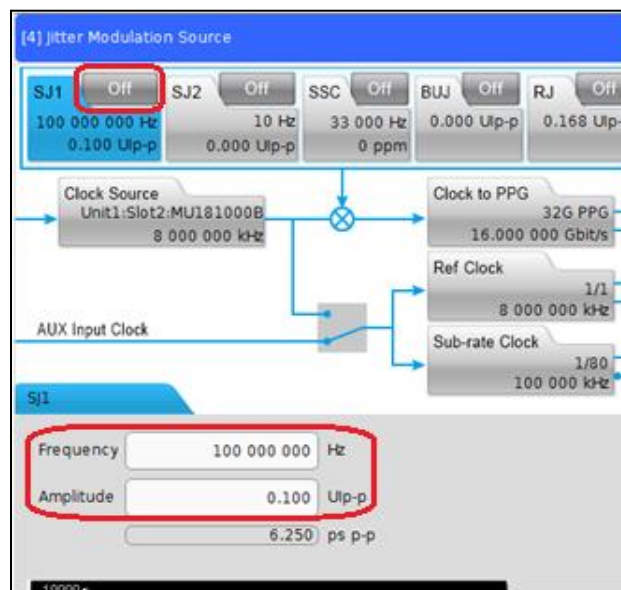 [4] Jitter Modulation Source
SJ1 Off SJ2 Off SSC Off BUJ Off RJ Off
100 000 000 Hz 10 Hz 33 000 Hz 0.000 UIp-p 0.168 UIp-
0.100 UIp-p 0.000 UIp-p 0 ppm
Clock Source
Unit1:Slot2:MU181000B
8 000 000 kHz
Clock to PPG
32G PPG
16.000 000 Gbit/s
Ref Clock
1/1
8 000 000 kHz
AUX Input Clock
Sub-rate Clock
1/80
100 000 kHz
SJ1
Frequency 100 000 000 Hz
Amplitude 0.100 UIp-p
6.250 ps p-p